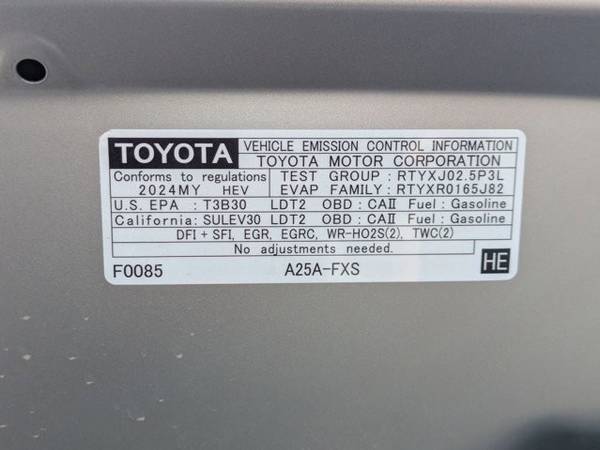 TOYOTA VEHICLE EMISSION CONTROL INFORMATION
TOYOTA MOTOR CORPORATION
Conforms to regulations TEST GROUP : RTYXJ02.5P3L
2024MY HEV EVAP FAMILY : RTYXR0165J82
U.S. EPA : T3B30 LDT2 OBD : CAII Fuel : Gasoline
California: SULEV30 LDT2 OBD : CAII Fuel : Gasoline
DFI + SFI, EGR, EGRC, WR-HO2S(2), TWC(2)
No adjustments needed.
F0085 A25A-FXS HE